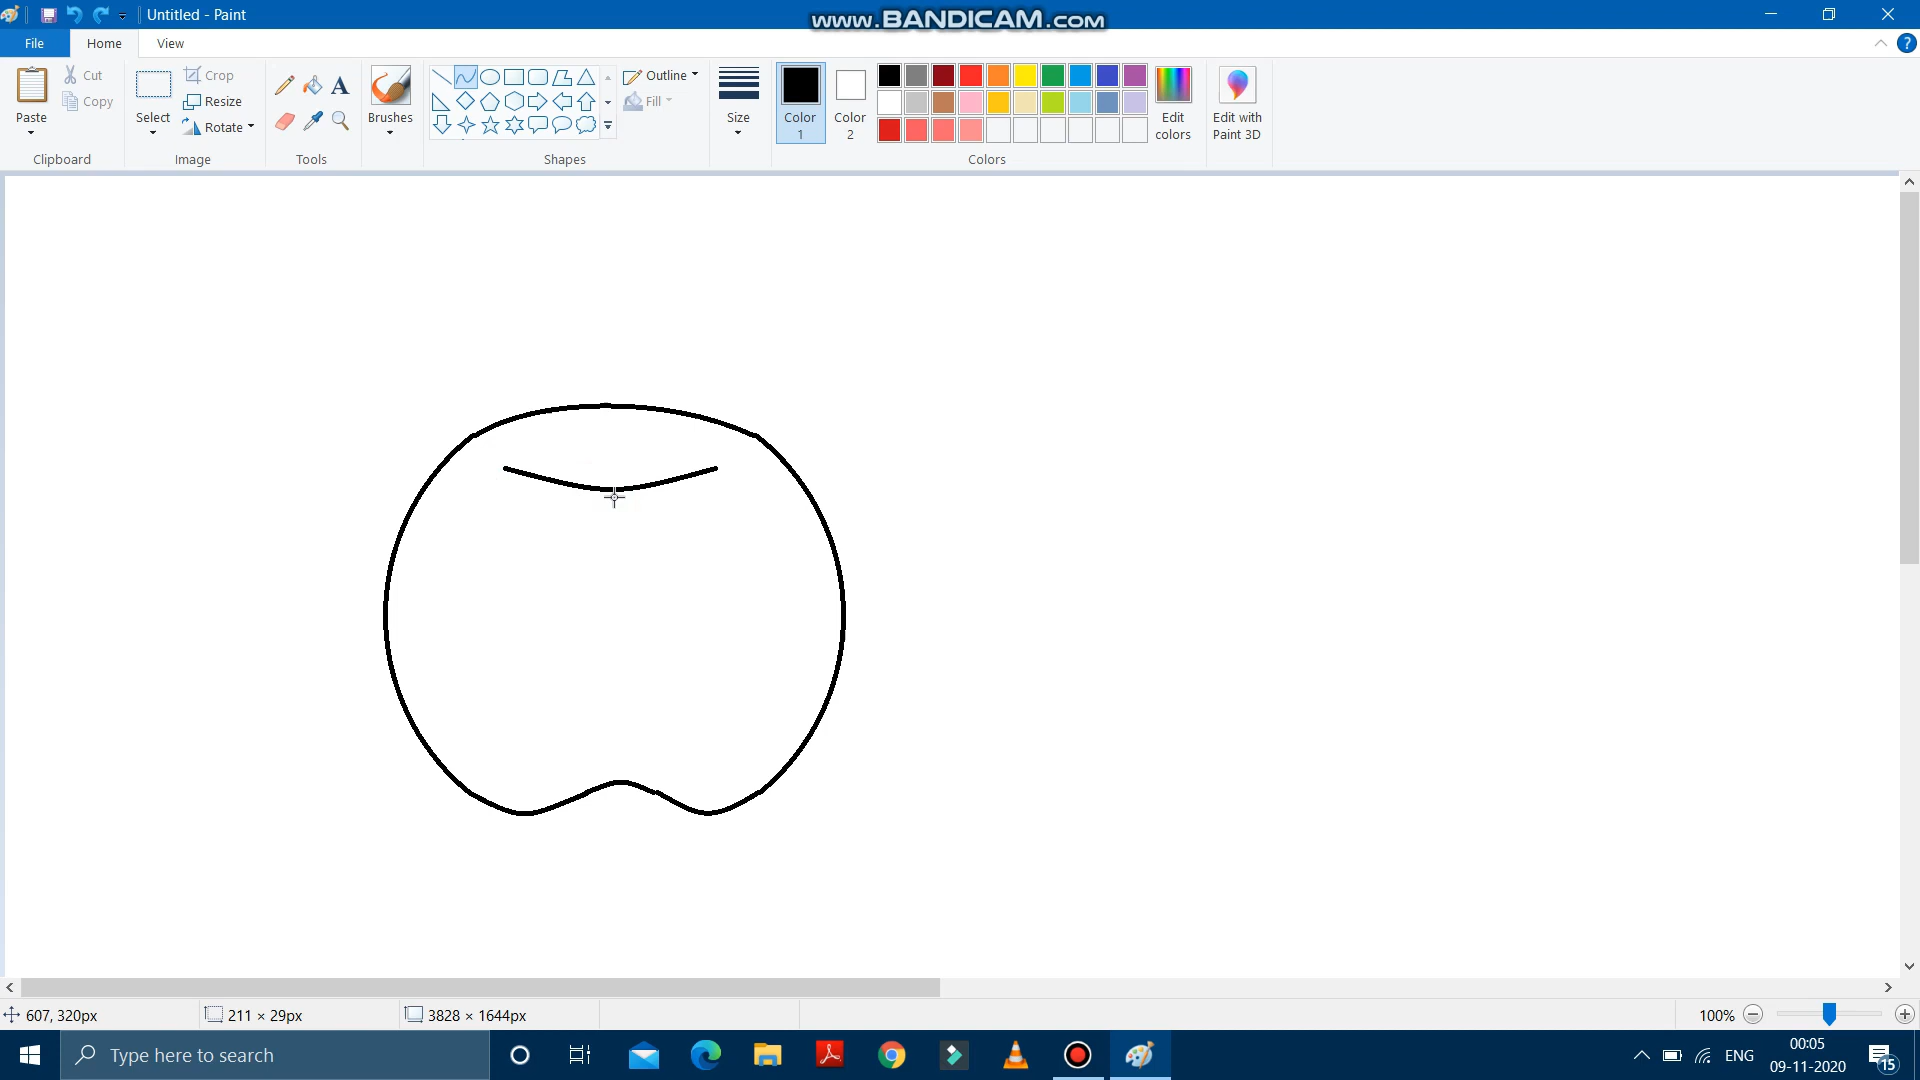 Untitled - Paint
www.BANDICAM.com
File Home View
Paste
Cut
Copy
Clipboard
Select
Crop
Resize
Rotate
Image
A
Tools
Brushes
Shapes
Outline
Fill
Size
Color 1
Color 2
Colors
Edit colors
Edit with Paint 3D
?
607, 320px
211 × 29px
3828 × 1644px
100%
Type here to search
ENG
00:05
09-11-2020
15